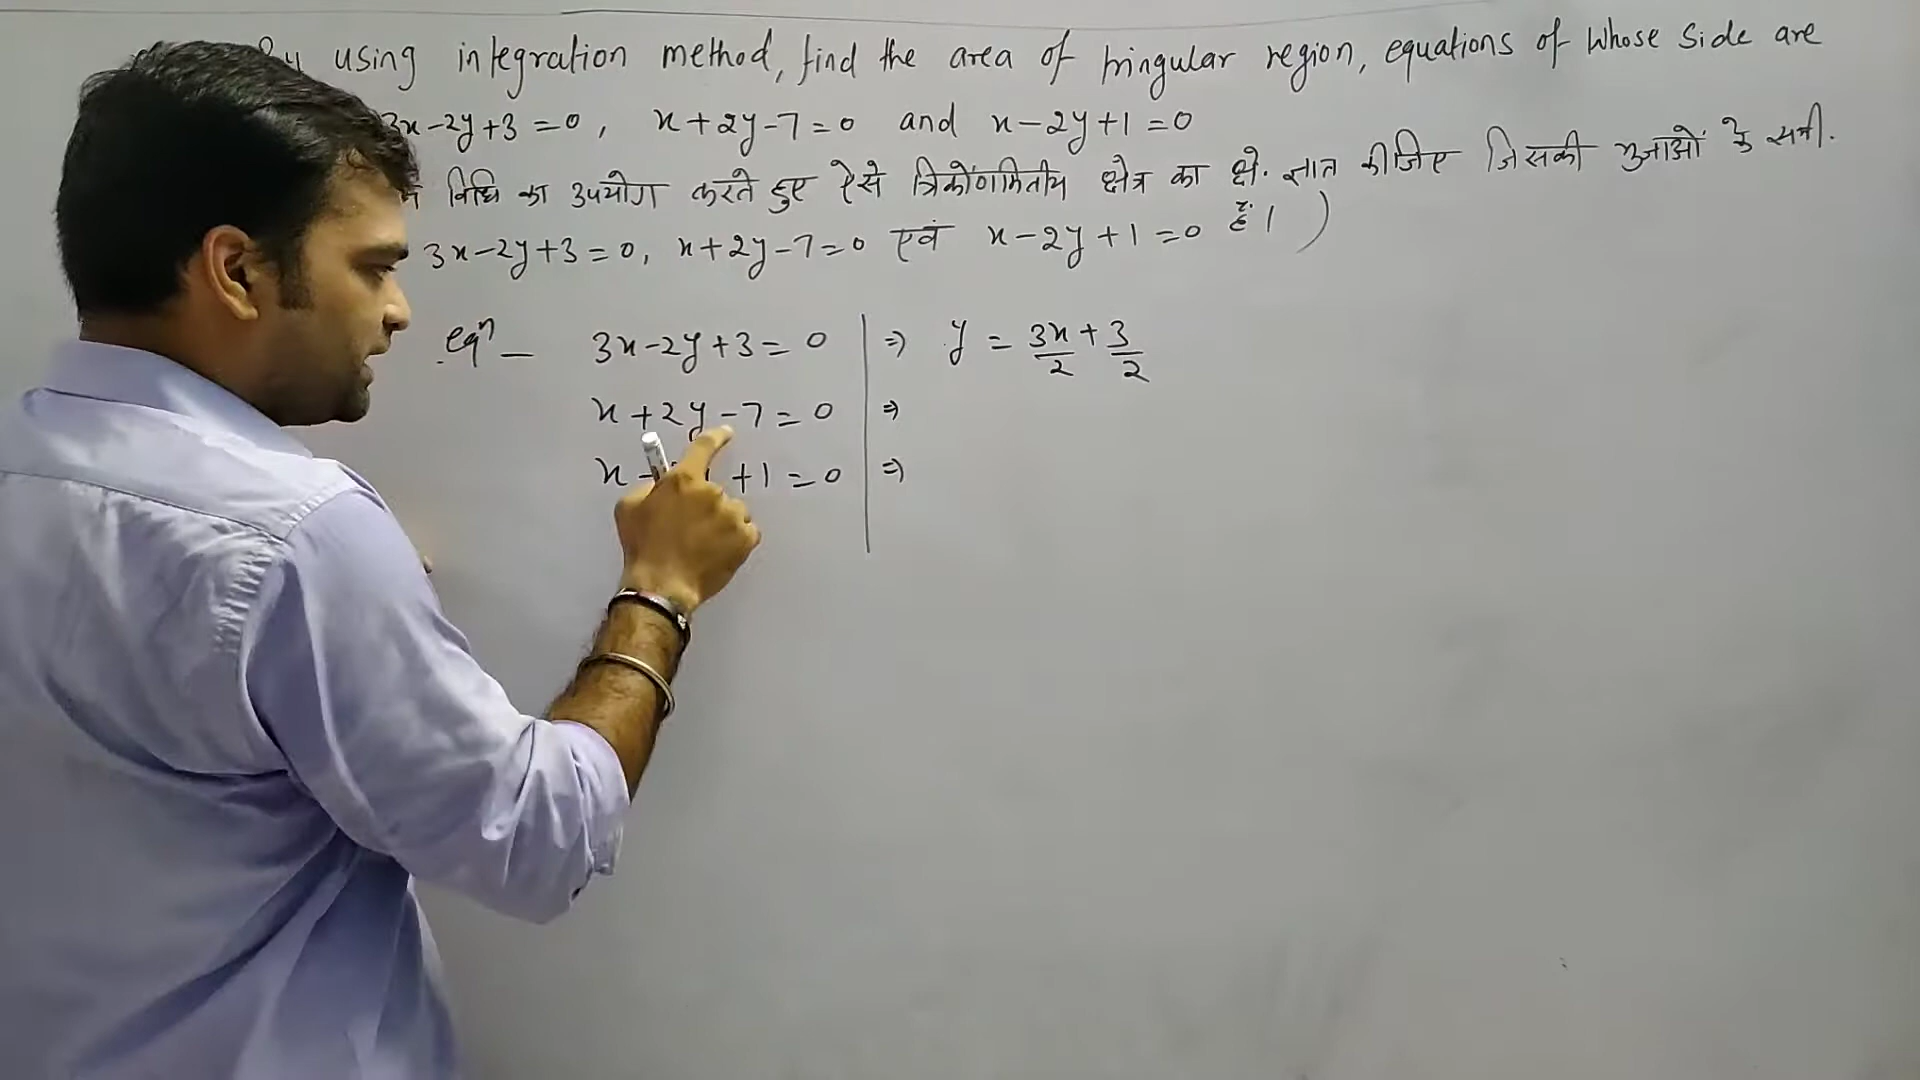 using integration method, find the area of tringular region, equations of whose side are
3x-2y+3=0, x+2y-7=0 and x-2y+1=0
विधि का उपयोग करते हुए ऐसे त्रिकोणमितीय क्षेत्र का क्षे. ज्ञात कीजिए जिसकी भुजाओं के समी.
3x-2y+3=0, x+2y-7=0 एवं x-2y+1=0 हैं। )
eqⁿ - 3x-2y+3=0 ⇒ y = 3x/2 + 3/2
x+2y-7=0 ⇒
x - +1=0 ⇒